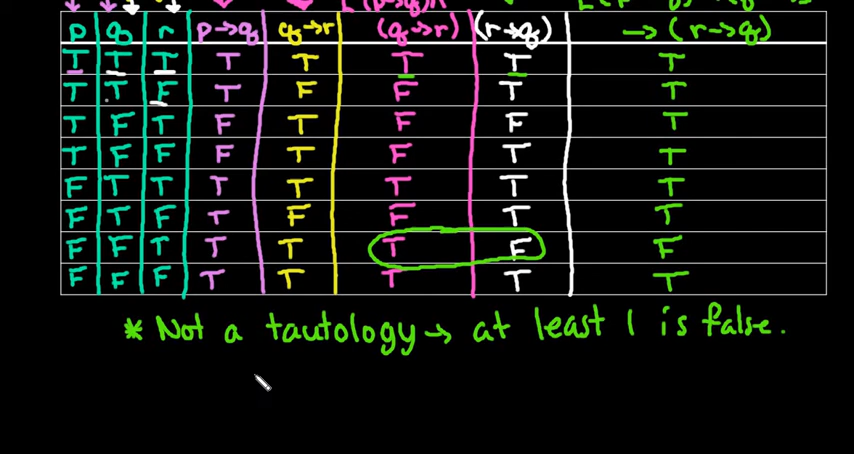 p q r p→q q→r (q→r) (r→q) → (r→q)
T T T T T T T T
T T F T F F T T
T F T F T F F T
T F F F T F T T
F T T T T T T T
F T F T F F T T
F F T T T T F F
F F F T T T T T
* Not a tautology → at least 1 is false.